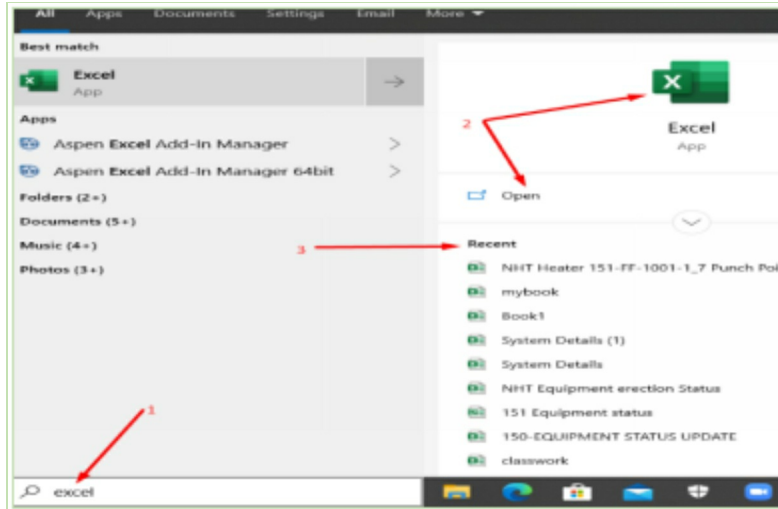 All Apps Documents Settings Email More
Best match
Excel
App
Apps
Aspen Excel Add-In Manager
Aspen Excel Add-In Manager 64bit
Folders (2+)
Documents (5+)
Music (4+)
Photos (3+)
1
excel
2
Excel
App
Open
3
Recent
NHT Heater 151-FF-1001-1_7 Punch Poi
mybook
Book1
System Details (1)
System Details
NHT Equipment erection Status
151 Equipment status
150-EQUIPMENT STATUS UPDATE
classwork